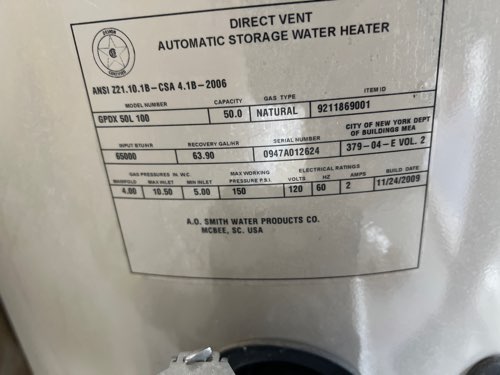 DIRECT VENT
AUTOMATIC STORAGE WATER HEATER
DESIGN
CERTIFIED
ANSI Z21.10.1B-CSA 4.1B-2006
MODEL NUMBER CAPACITY GAS TYPE ITEM ID
GPDX 50L 100 50.0 NATURAL 9211869001
INPUT BTU/HR RECOVERY GAL/HR SERIAL NUMBER CITY OF NEW YORK DEPT OF BUILDINGS MEA
65000 63.90 0947A012624 379-04-E VOL. 2
GAS PRESSURES IN. W.C. MAX WORKING ELECTRICAL RATINGS
MANIFOLD MAX INLET MIN INLET PRESSURE P.S.I. VOLTS HZ AMPS BUILD DATE
4.00 10.50 5.00 150 120 60 2 11/24/2009
A.O. SMITH WATER PRODUCTS CO.
MCBEE, SC. USA